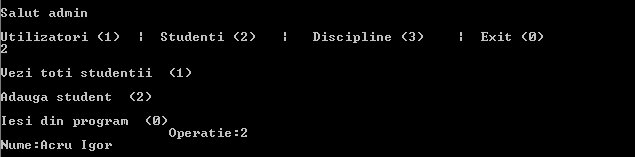 Salut admin
Utilizatori (1) | Studenti (2) | Discipline (3) | Exit (0)
2
Vezi toti studentii (1)
Adauga student (2)
Iesi din program (0)
Operatie:2
Nume:Acru Igor